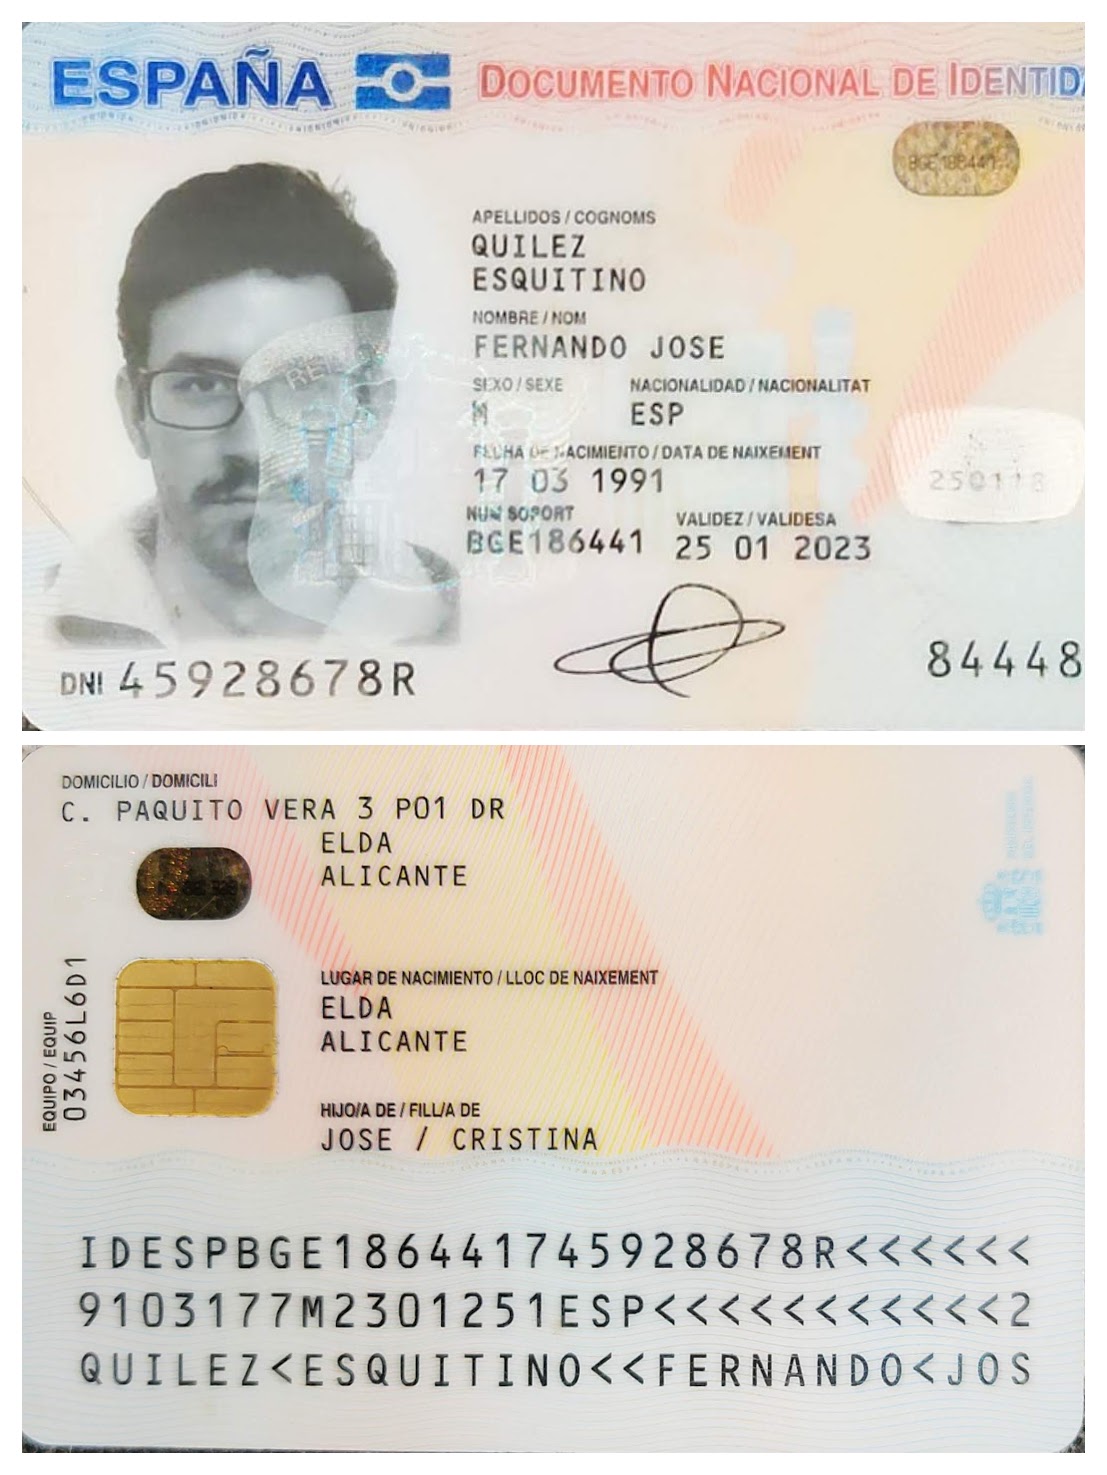 ESPAÑA DOCUMENTO NACIONAL DE IDENTIDA
BGE186441
APELLIDOS / COGNOMS
QUILEZ
ESQUITINO
NOMBRE / NOM
FERNANDO JOSE
SEXO / SEXE NACIONALIDAD / NACIONALITAT
M ESP
FECHA DE NACIMIENTO / DATA DE NAIXEMENT
17 03 1991
250118
NUM SOPORT VALIDEZ / VALIDESA
BGE186441 25 01 2023
DNI 45928678R
84448
DOMICILIO / DOMICILI
C. PAQUITO VERA 3 P01 DR
ELDA
ALICANTE
EQUIPO / EQUIP
03456L6D1
LUGAR DE NACIMIENTO / LLOC DE NAIXEMENT
ELDA
ALICANTE
HIJO/A DE / FILL/A DE
JOSE / CRISTINA
IDESPBGE186441745928678R<<<<<<
9103177M2301251ESP<<<<<<<<<<<2
QUILEZ<ESQUITINO<<FERNANDO<JOS